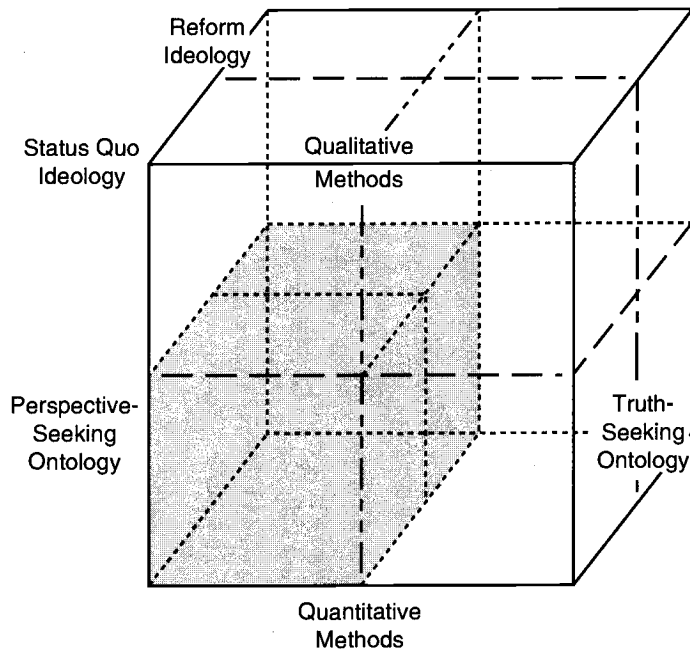 Reform
Ideology
Status Quo
Ideology
Qualitative
Methods
Perspective-
Seeking
Ontology
Truth-
Seeking
Ontology
Quantitative
Methods